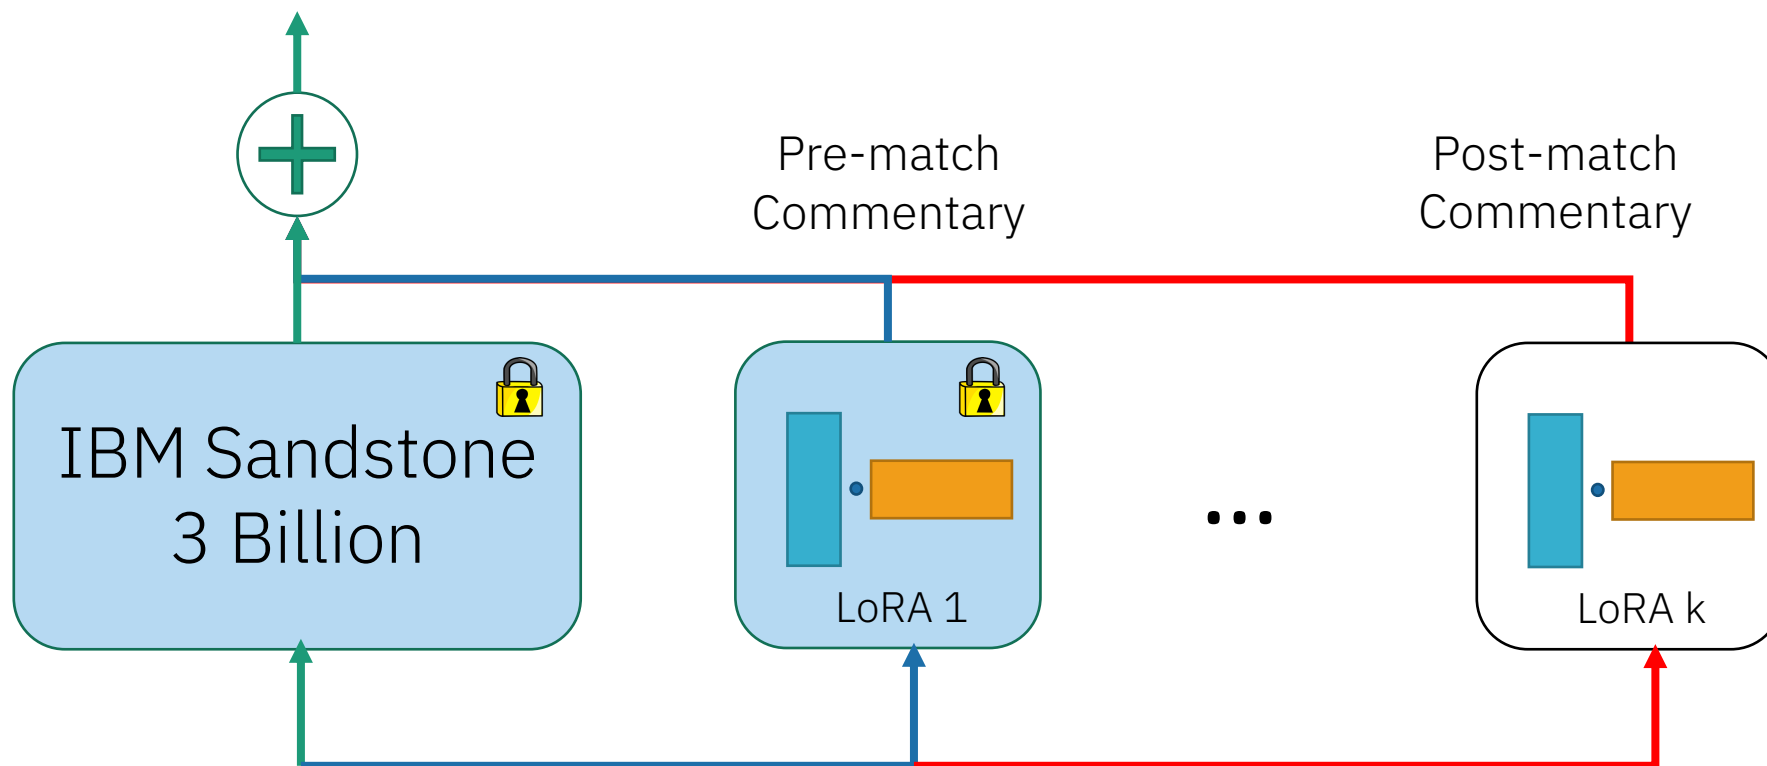 Pre-match
Commentary
Post-match
Commentary
IBM Sandstone
3 Billion
LoRA 1
...
LoRA k